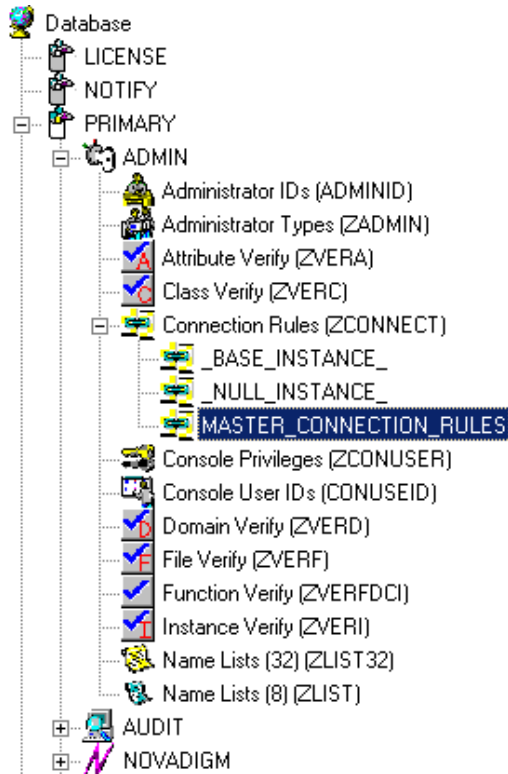 Database
LICENSE
NOTIFY
PRIMARY
ADMIN
Administrator IDs (ADMINID)
Administrator Types (ZADMIN)
Attribute Verify (ZVERA)
Class Verify (ZVERC)
Connection Rules (ZCONNECT)
_BASE_INSTANCE_
_NULL_INSTANCE_
MASTER_CONNECTION_RULES
Console Privileges (ZCONUSER)
Console User IDs (CONUSEID)
Domain Verify (ZVERD)
File Verify (ZVERF)
Function Verify (ZVERFDCI)
Instance Verify (ZVERI)
Name Lists (32) (ZLIST32)
Name Lists (8) (ZLIST)
AUDIT
NOVADIGM